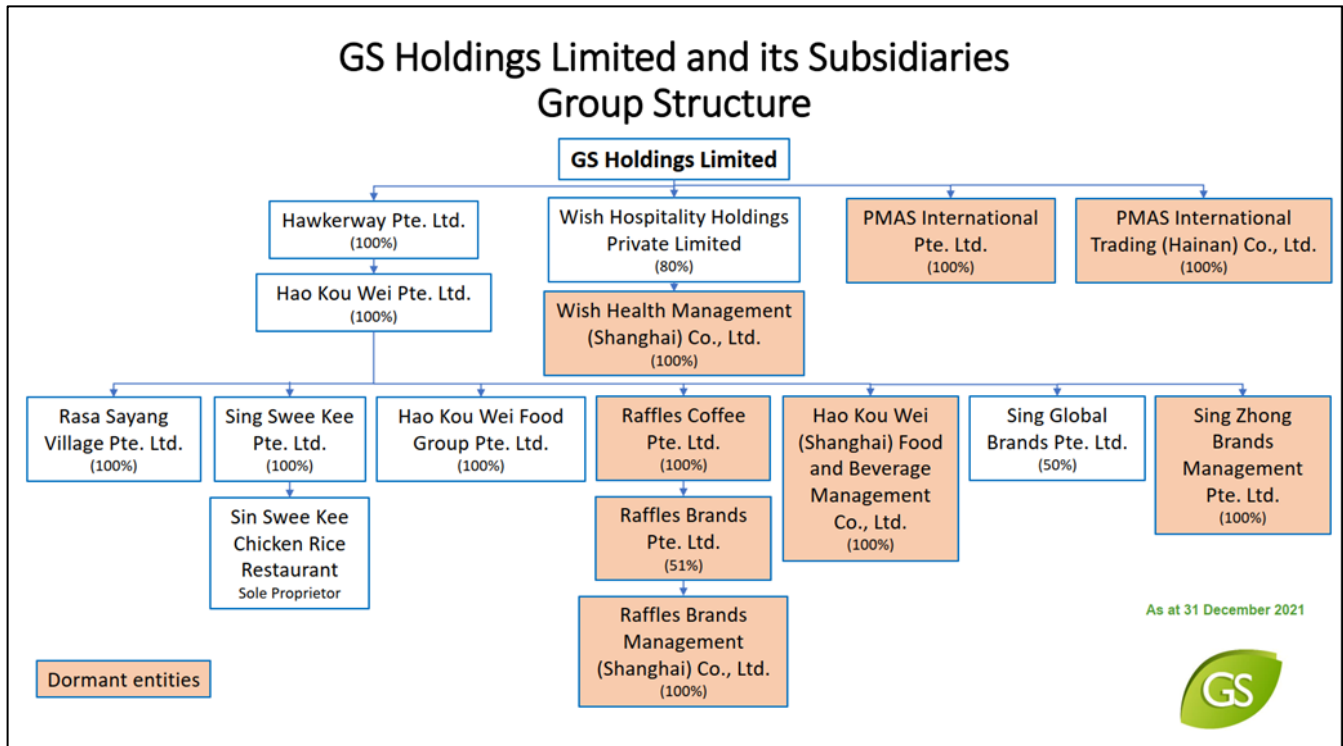 GS Holdings Limited and its Subsidiaries
Group Structure
GS Holdings Limited
Hawkerway Pte. Ltd.
(100%)
Wish Hospitality Holdings
Private Limited
(80%)
PMAS International
Pte. Ltd.
(100%)
PMAS International
Trading (Hainan) Co., Ltd.
(100%)
Hao Kou Wei Pte. Ltd.
(100%)
Wish Health Management
(Shanghai) Co., Ltd.
(100%)
Rasa Sayang
Village Pte. Ltd.
(100%)
Sing Swee Kee
Pte. Ltd.
(100%)
Hao Kou Wei Food
Group Pte. Ltd.
(100%)
Raffles Coffee
Pte. Ltd.
(100%)
Hao Kou Wei
(Shanghai) Food
and Beverage
Management
Co., Ltd.
(100%)
Sing Global
Brands Pte. Ltd.
(50%)
Sing Zhong
Brands
Management
Pte. Ltd.
(100%)
Sin Swee Kee
Chicken Rice
Restaurant
Sole Proprietor
Raffles Brands
Pte. Ltd.
(51%)
Raffles Brands
Management
(Shanghai) Co., Ltd.
(100%)
As at 31 December 2021
Dormant entities
GS